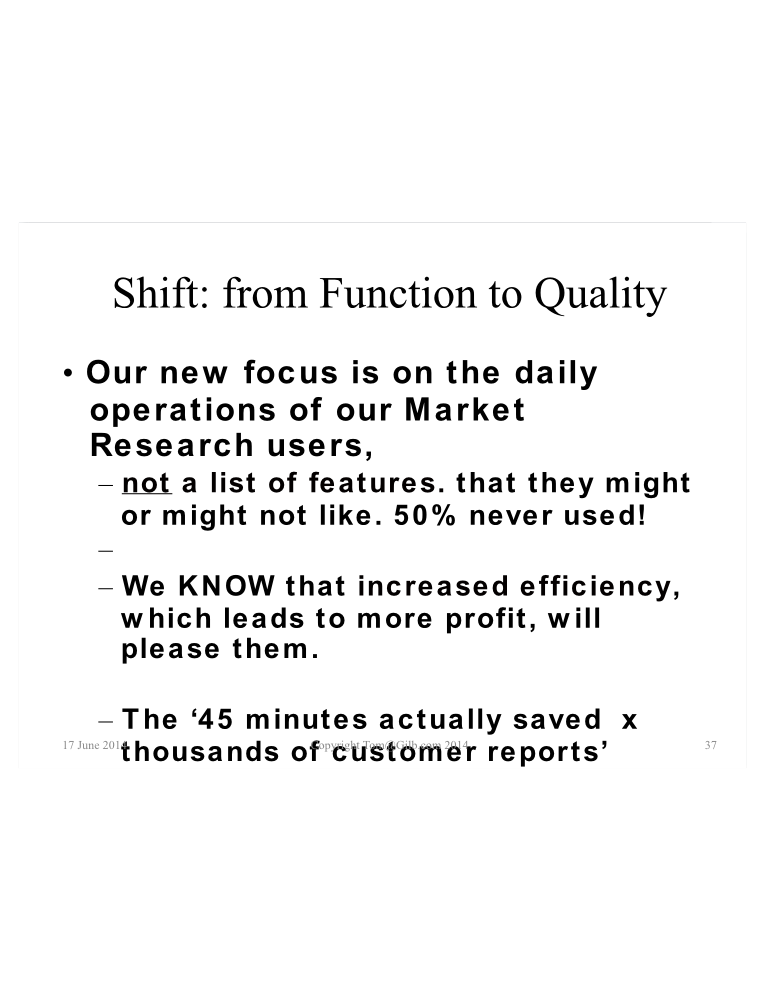 Shift: from Function to Quality
• Our new focus is on the daily
operations of our Market
Research users,
– not a list of features. that they might
or might not like. 50% never used!
–
– We KNOW that increased efficiency,
which leads to more profit, will
please them.
– The ‘45 minutes actually saved x
thousands of customer reports’
17 June 2014
Copyright Tom@Gilb.com 2014
37